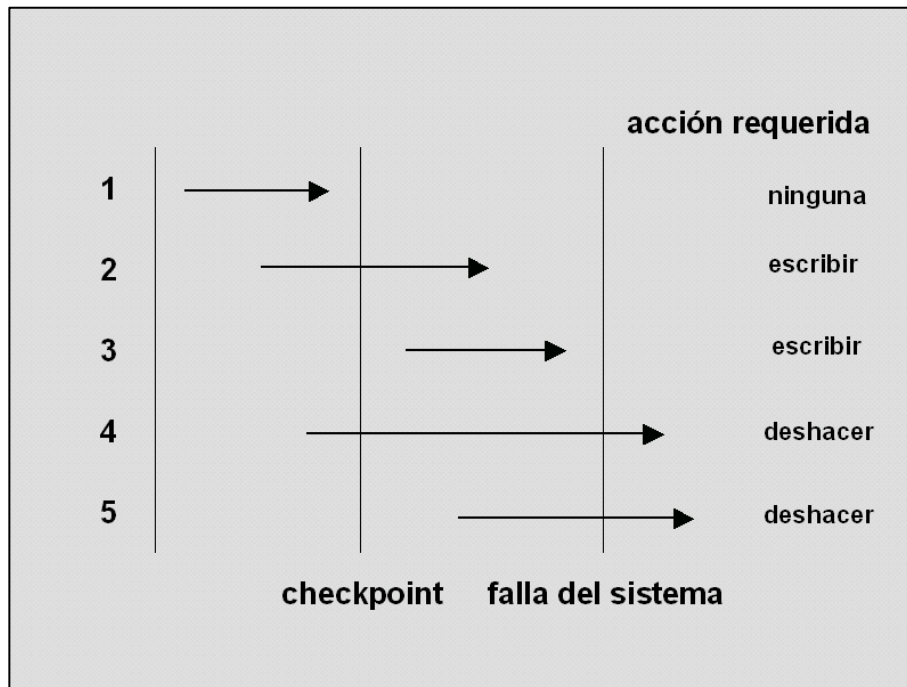 acción requerida
1 ninguna
2 escribir
3 escribir
4 deshacer
5 deshacer
checkpoint falla del sistema